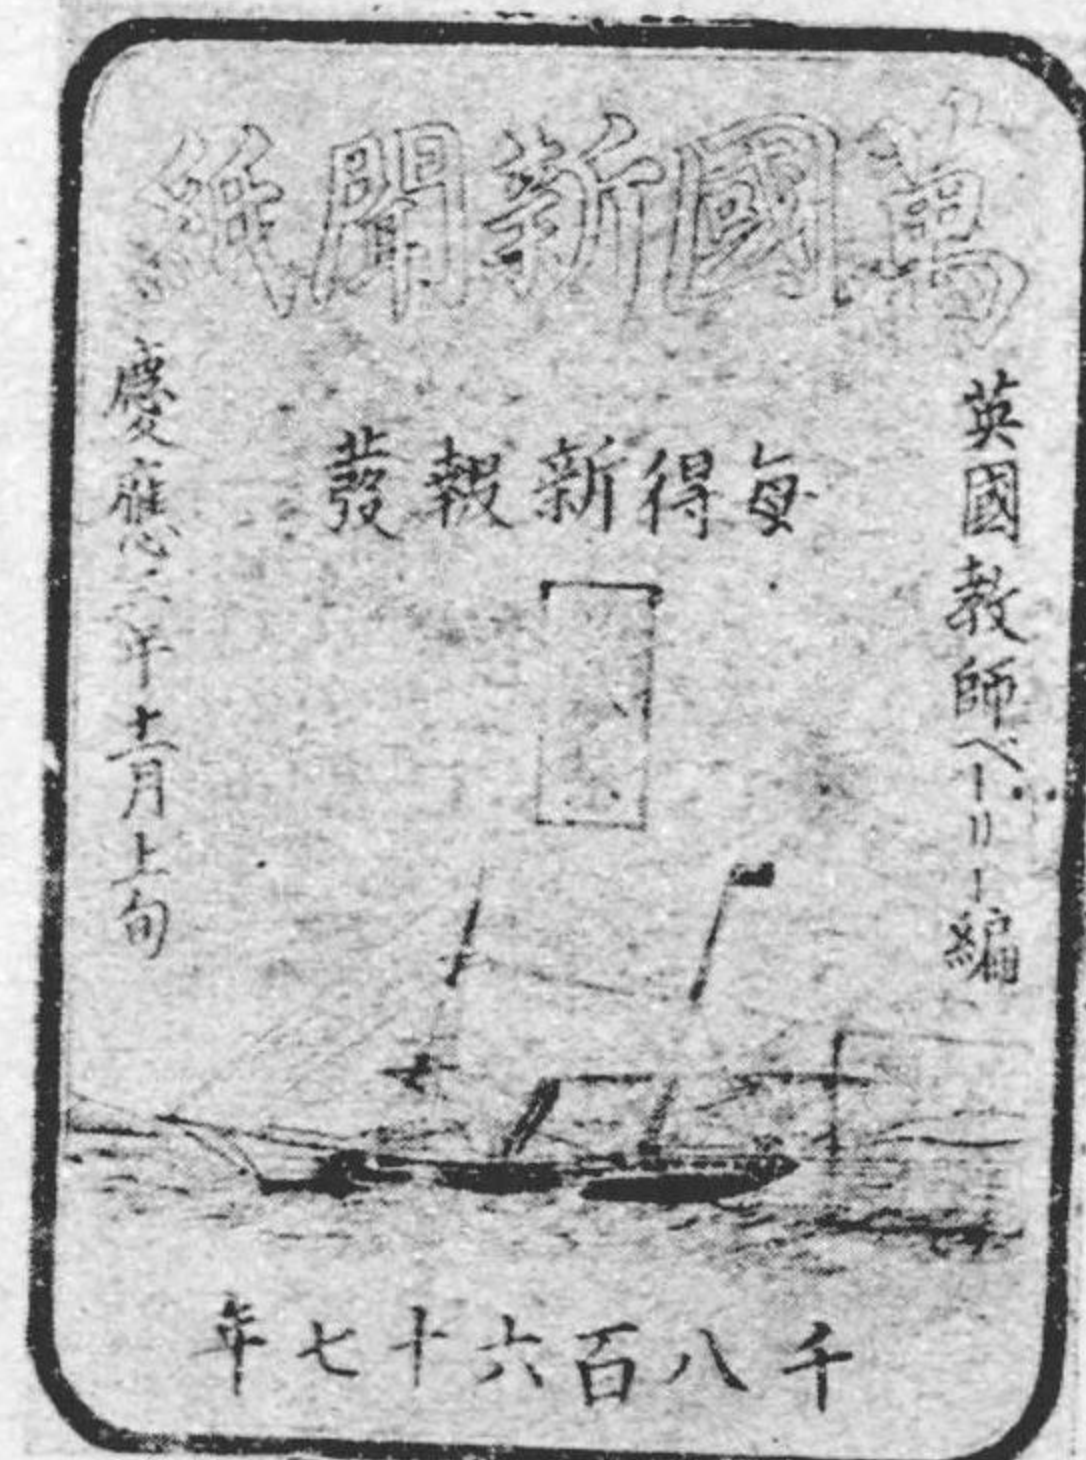 萬國新聞紙
英國教師ベーリー編
毎得新報發
慶應三年十二月上旬
千八百六十七年